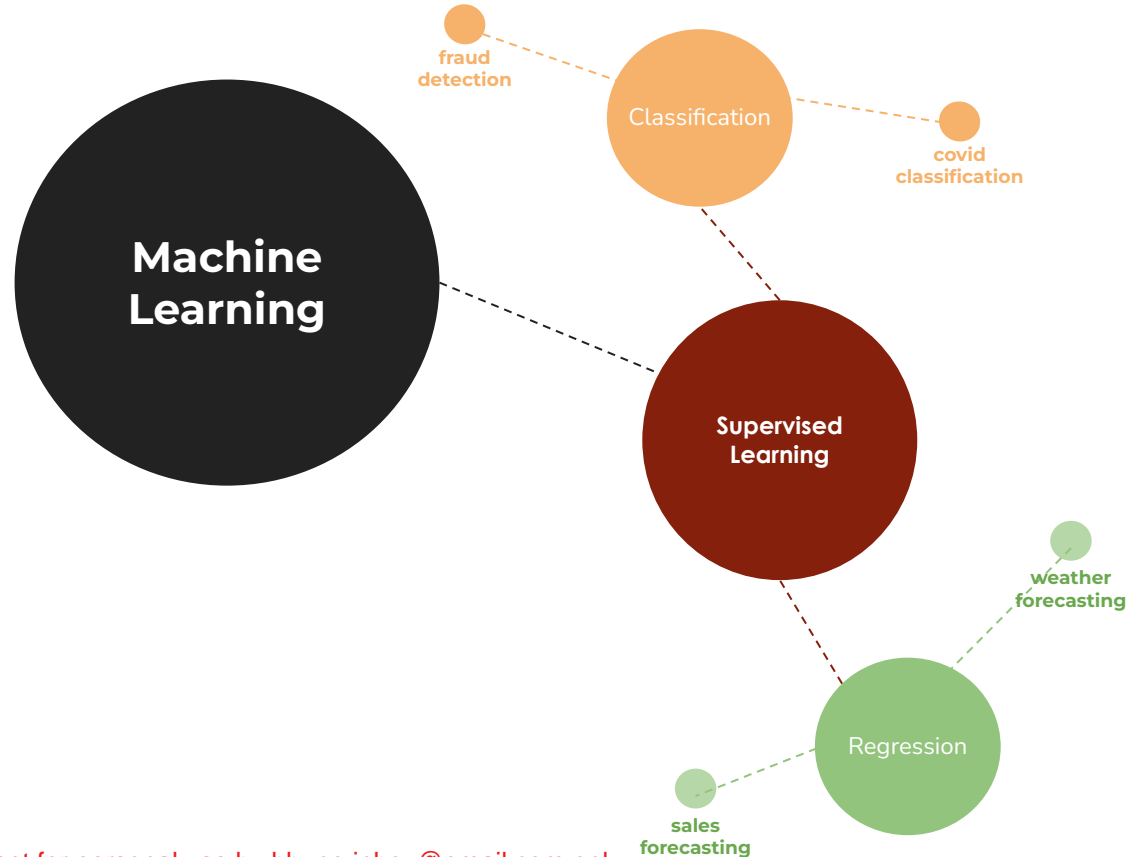 fraud
detection
Classification
covid
classification
Machine
Learning
Supervised
Learning
weather
forecasting
Regression
sales
forecasting